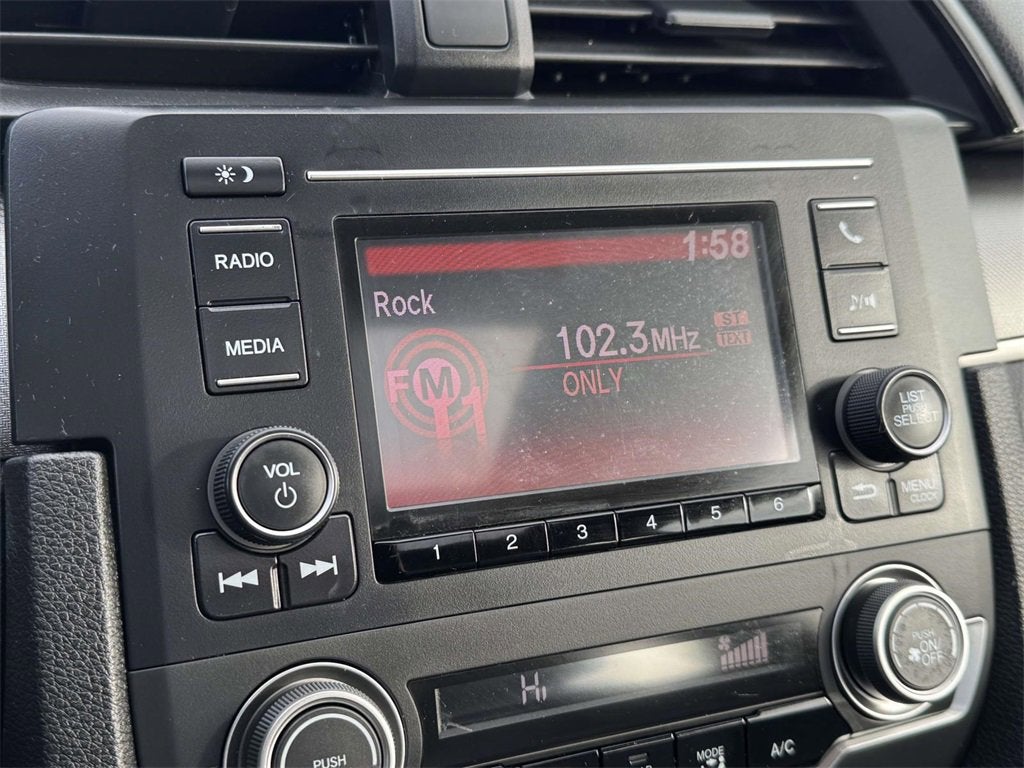 1:58
RADIO
Rock
ST
TEXT
102.3MHz
MEDIA
FM
ONLY
LIST
PUSH
SELECT
VOL
MENU
CLOCK
1 2 3 4 5 6
PUSH
ON/
OFF
Hi
MODE
A/C
PUSH